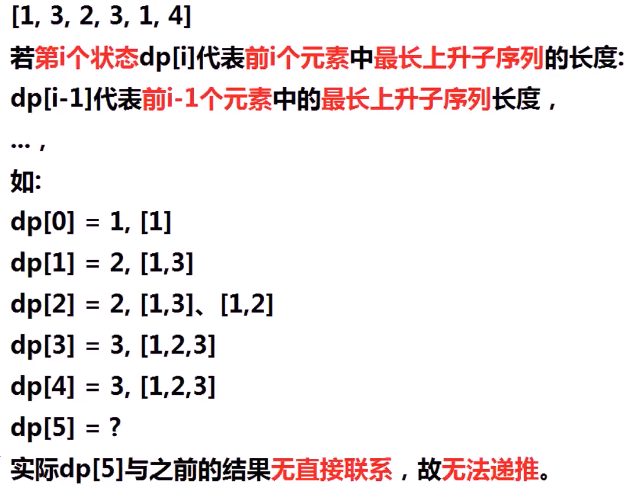 [1, 3, 2, 3, 1, 4]
若第i个状态dp[i]代表前i个元素中最长上升子序列的长度:
dp[i-1]代表前i-1个元素中的最长上升子序列长度，
... ，
如:
dp[0] = 1, [1]
dp[1] = 2, [1,3]
dp[2] = 2, [1,3]、[1,2]
dp[3] = 3, [1,2,3]
dp[4] = 3, [1,2,3]
dp[5] = ?
实际dp[5]与之前的结果无直接联系，故无法递推。